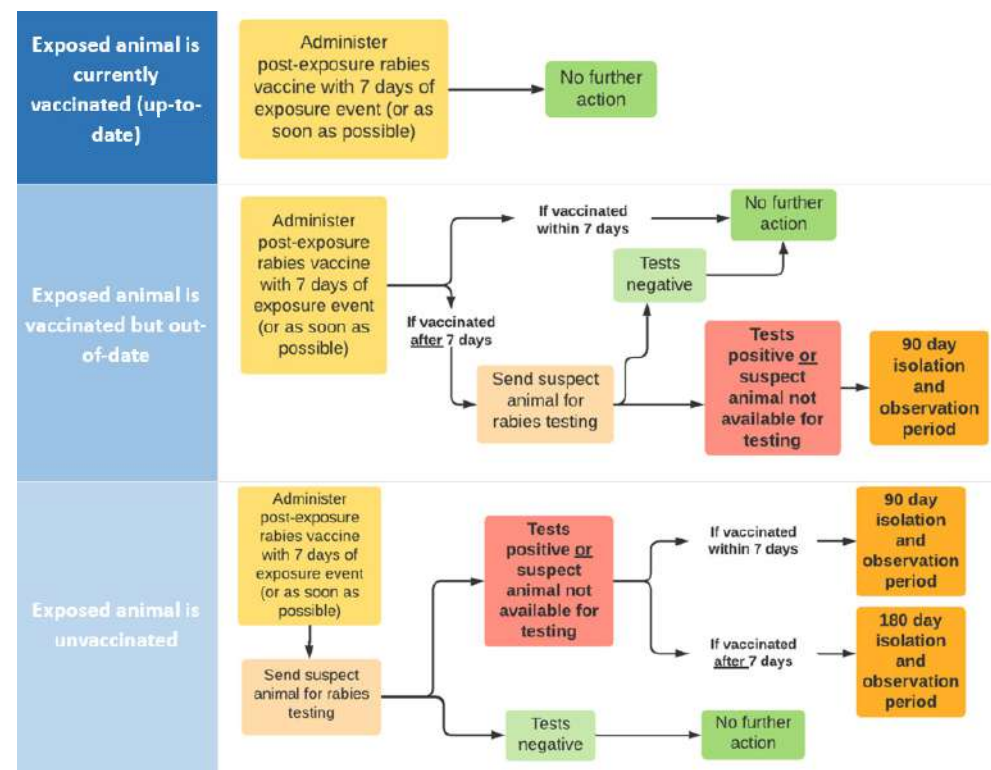 Exposed animal is
currently
vaccinated (up-to-
date)
Administer
post-exposure rabies
vaccine with 7 days of
exposure event (or as
soon as possible)
No further
action
Exposed animal is
vaccinated but out-
of-date
Administer
post-exposure
rabies vaccine
with 7 days of
exposure event
(or as soon as
possible)
If vaccinated
within 7 days
No further
action
If vaccinated
after 7 days
Tests
negative
Send suspect
animal for
rabies testing
Tests
positive or
suspect
animal not
available for
testing
90 day
isolation
and
observation
period
Exposed animal is
unvaccinated
Administer
post-exposure
rabies vaccine
with 7 days of
exposure event
(or as soon as
possible)
Send suspect
animal for rabies
testing
Tests
positive or
suspect
animal not
available for
testing
If vaccinated
within 7 days
90 day
isolation
and
observation
period
If vaccinated
after 7 days
180 day
isolation
and
observation
period
Tests
negative
No further
action